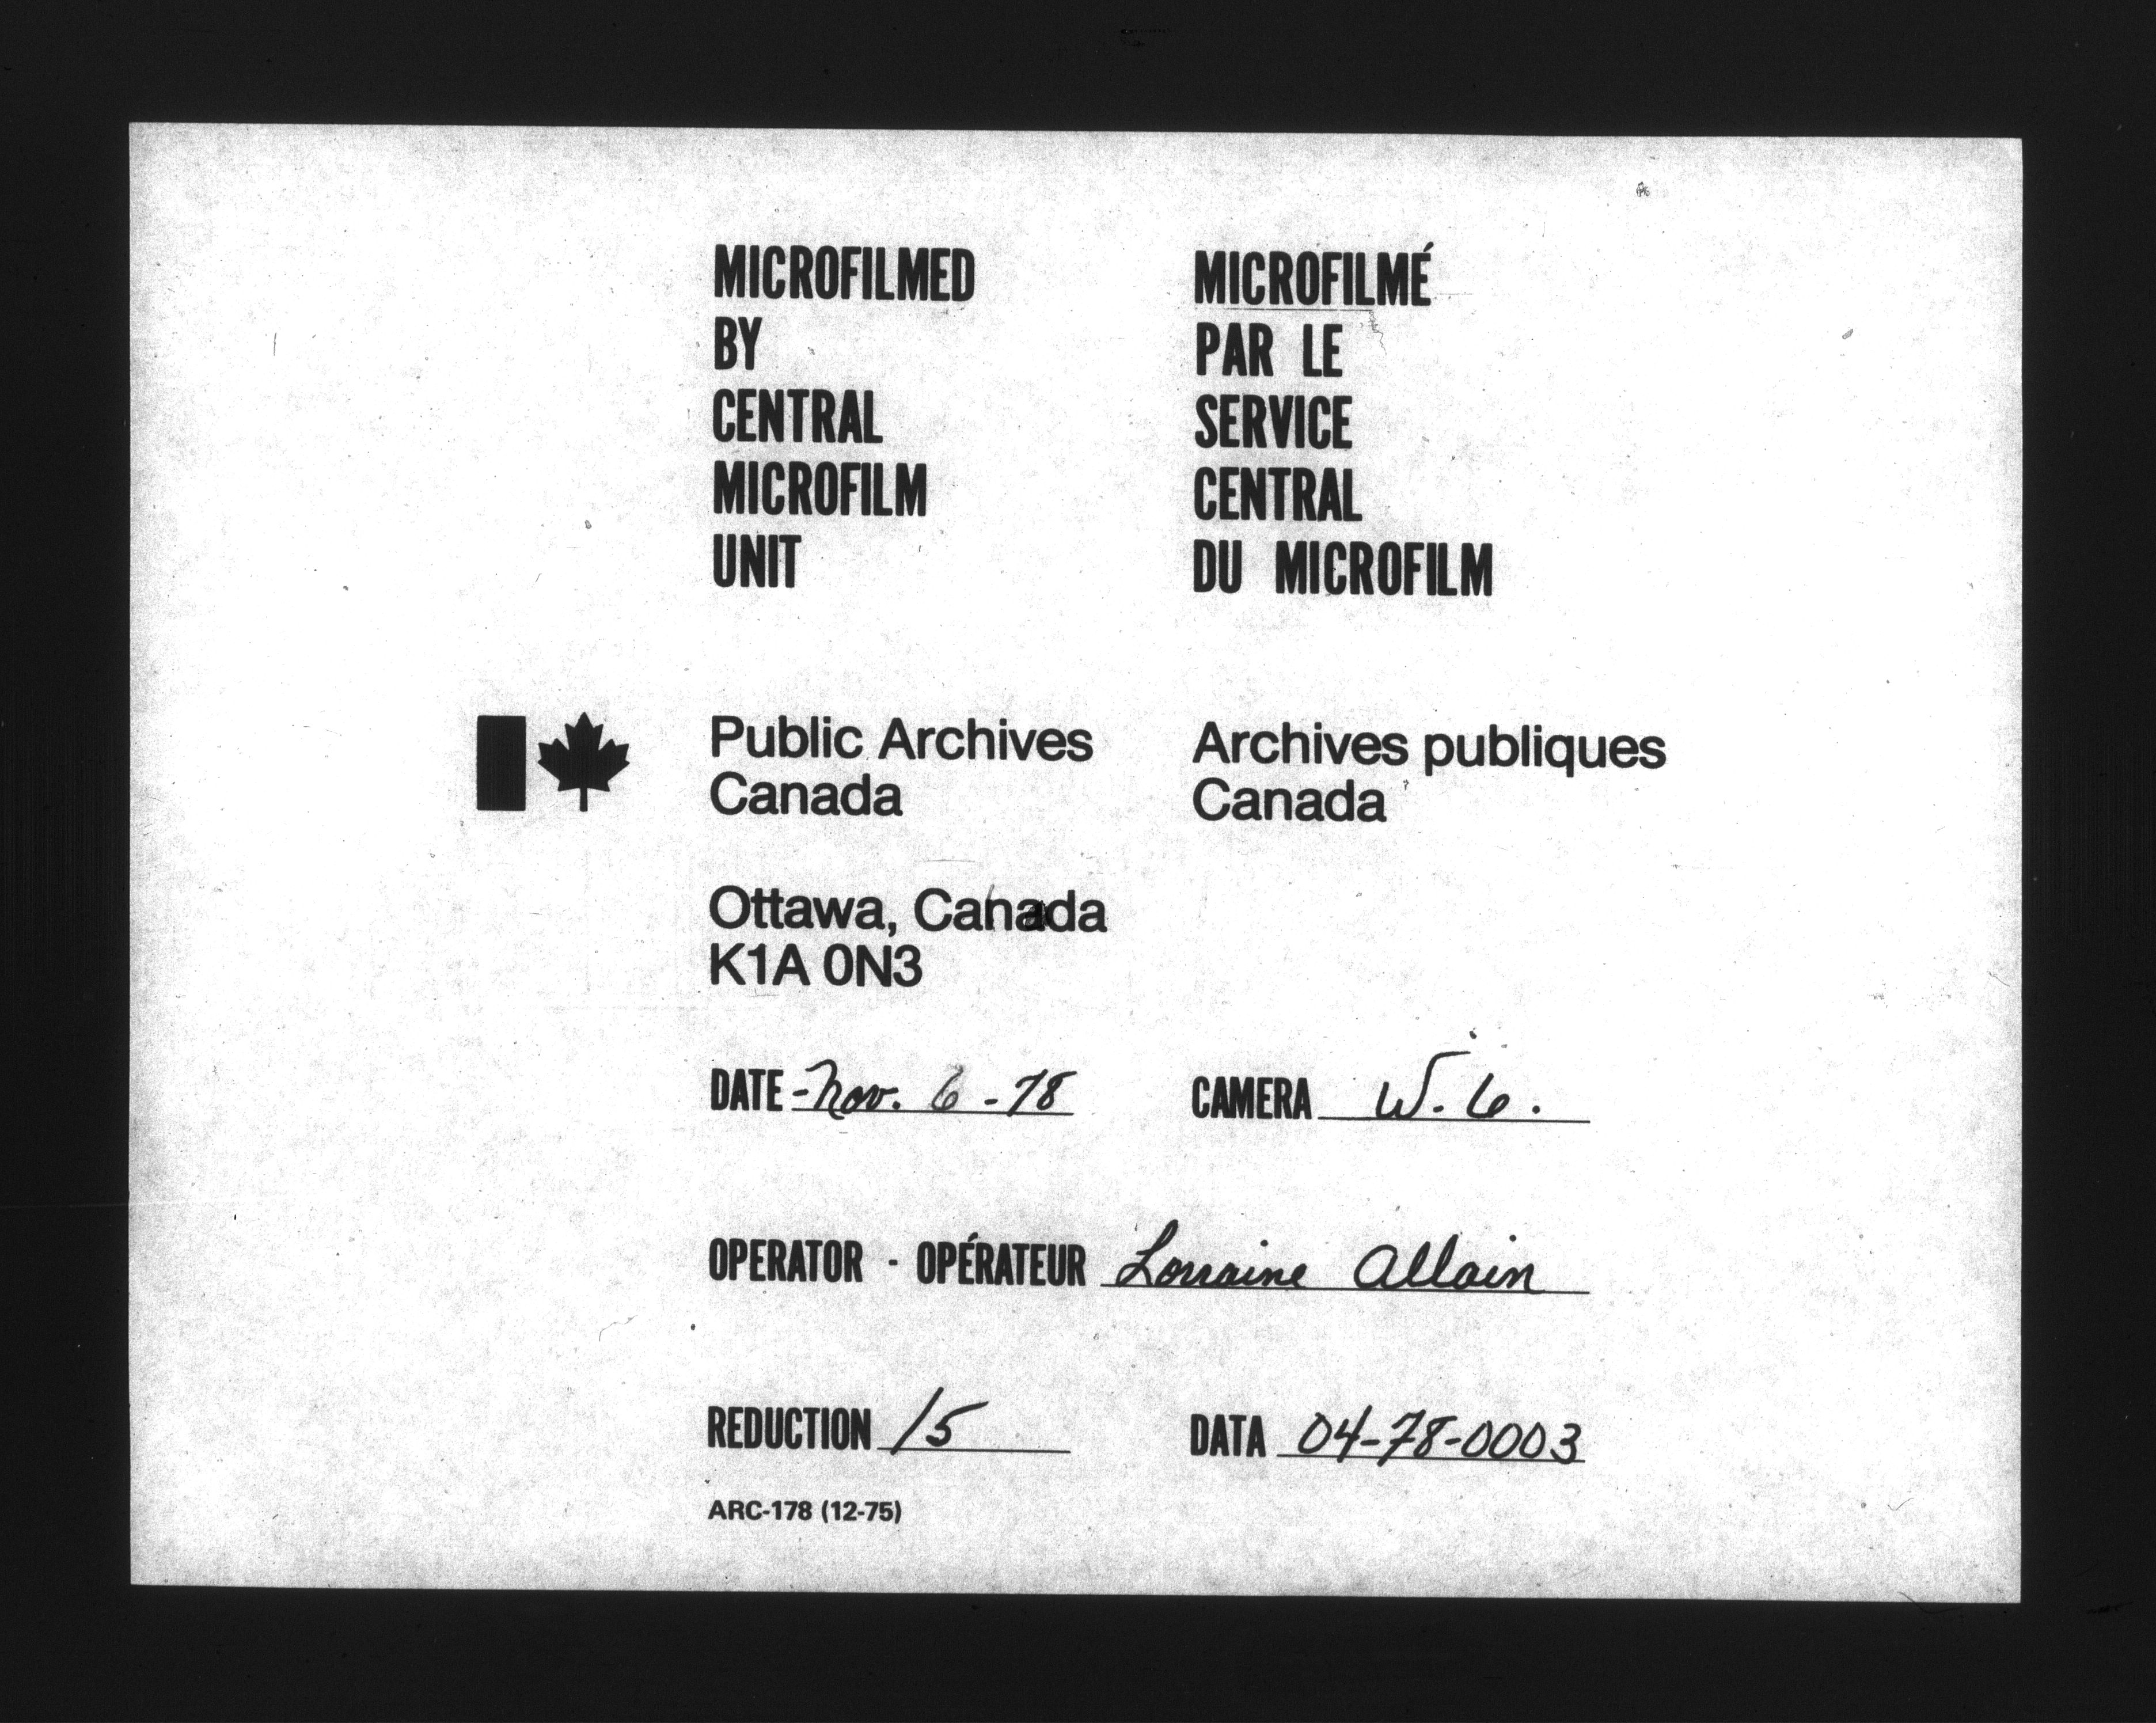 MICROFILMED
BY
CENTRAL
MICROFILM
UNIT
MICROFILMÉ
PAR LE
SERVICE
CENTRAL
DU MICROFILM
Public Archives
Canada
Archives publiques
Canada
Ottawa, Canada
K1A 0N3
DATE -Nov. 6 - 78
CAMERA W. 6.
OPERATOR - OPÉRATEUR Lorraine Allain
REDUCTION 15
DATA 04-78-0003
ARC-178 (12-75)